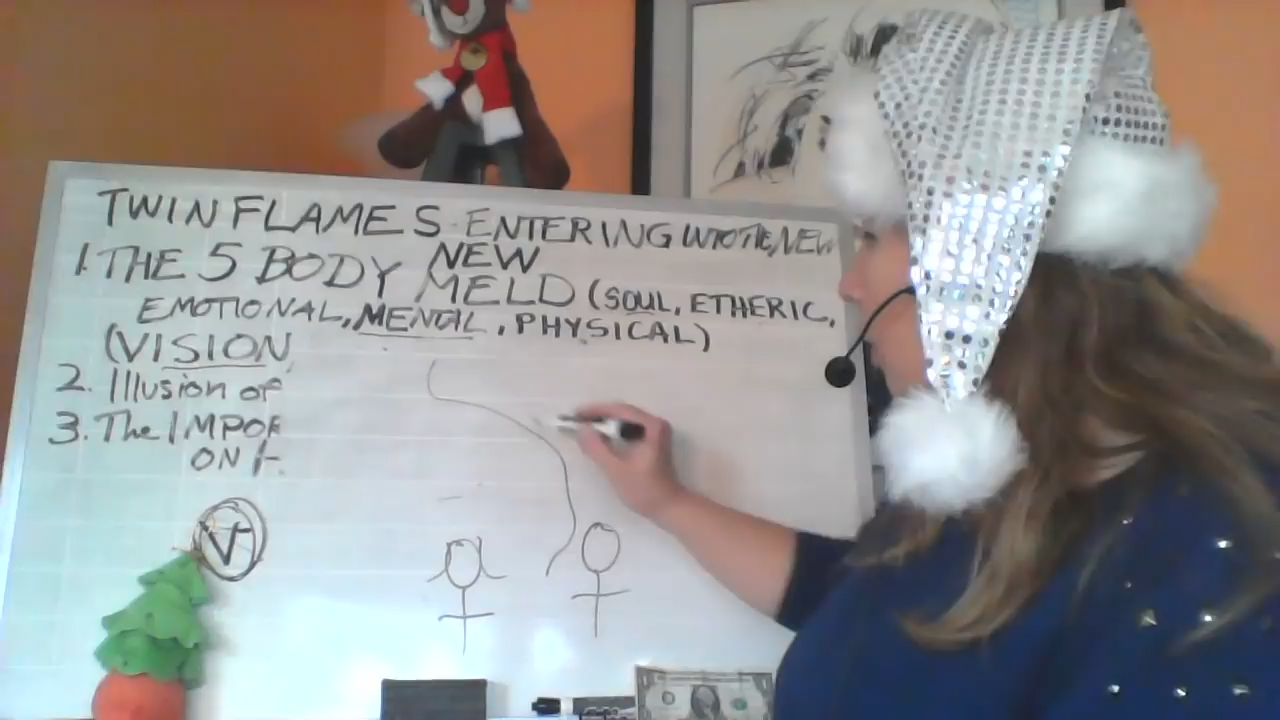 TWIN FLAMES ENTERING INTO THE NEW
1. THE 5 BODY NEW
MELD (SOUL, ETHERIC,
EMOTIONAL, MENTAL, PHYSICAL)
(VISION
2. Illusion of
3. The IMPOR
ON
V